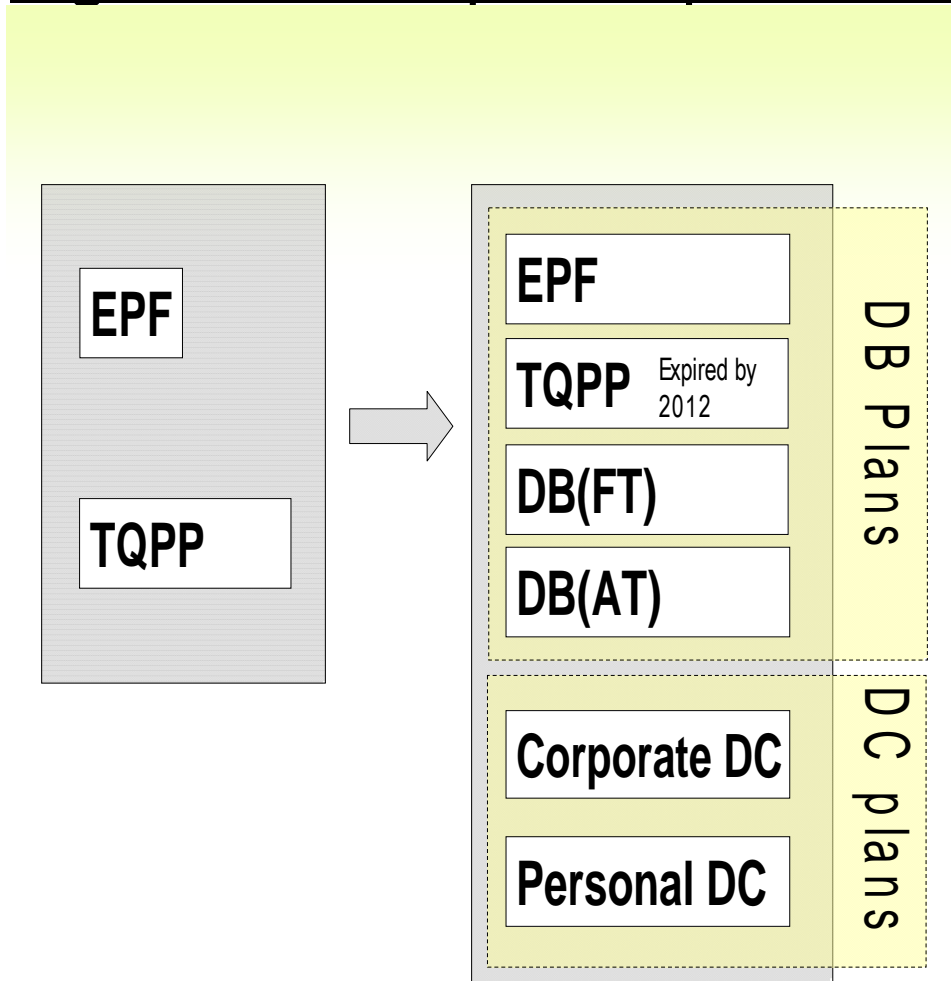 EPF
TQPP
EPF
TQPP
Expired by
2012
DB(FT)
DB(AT)
DB Plans
Corporate DC
Personal DC
DC plans